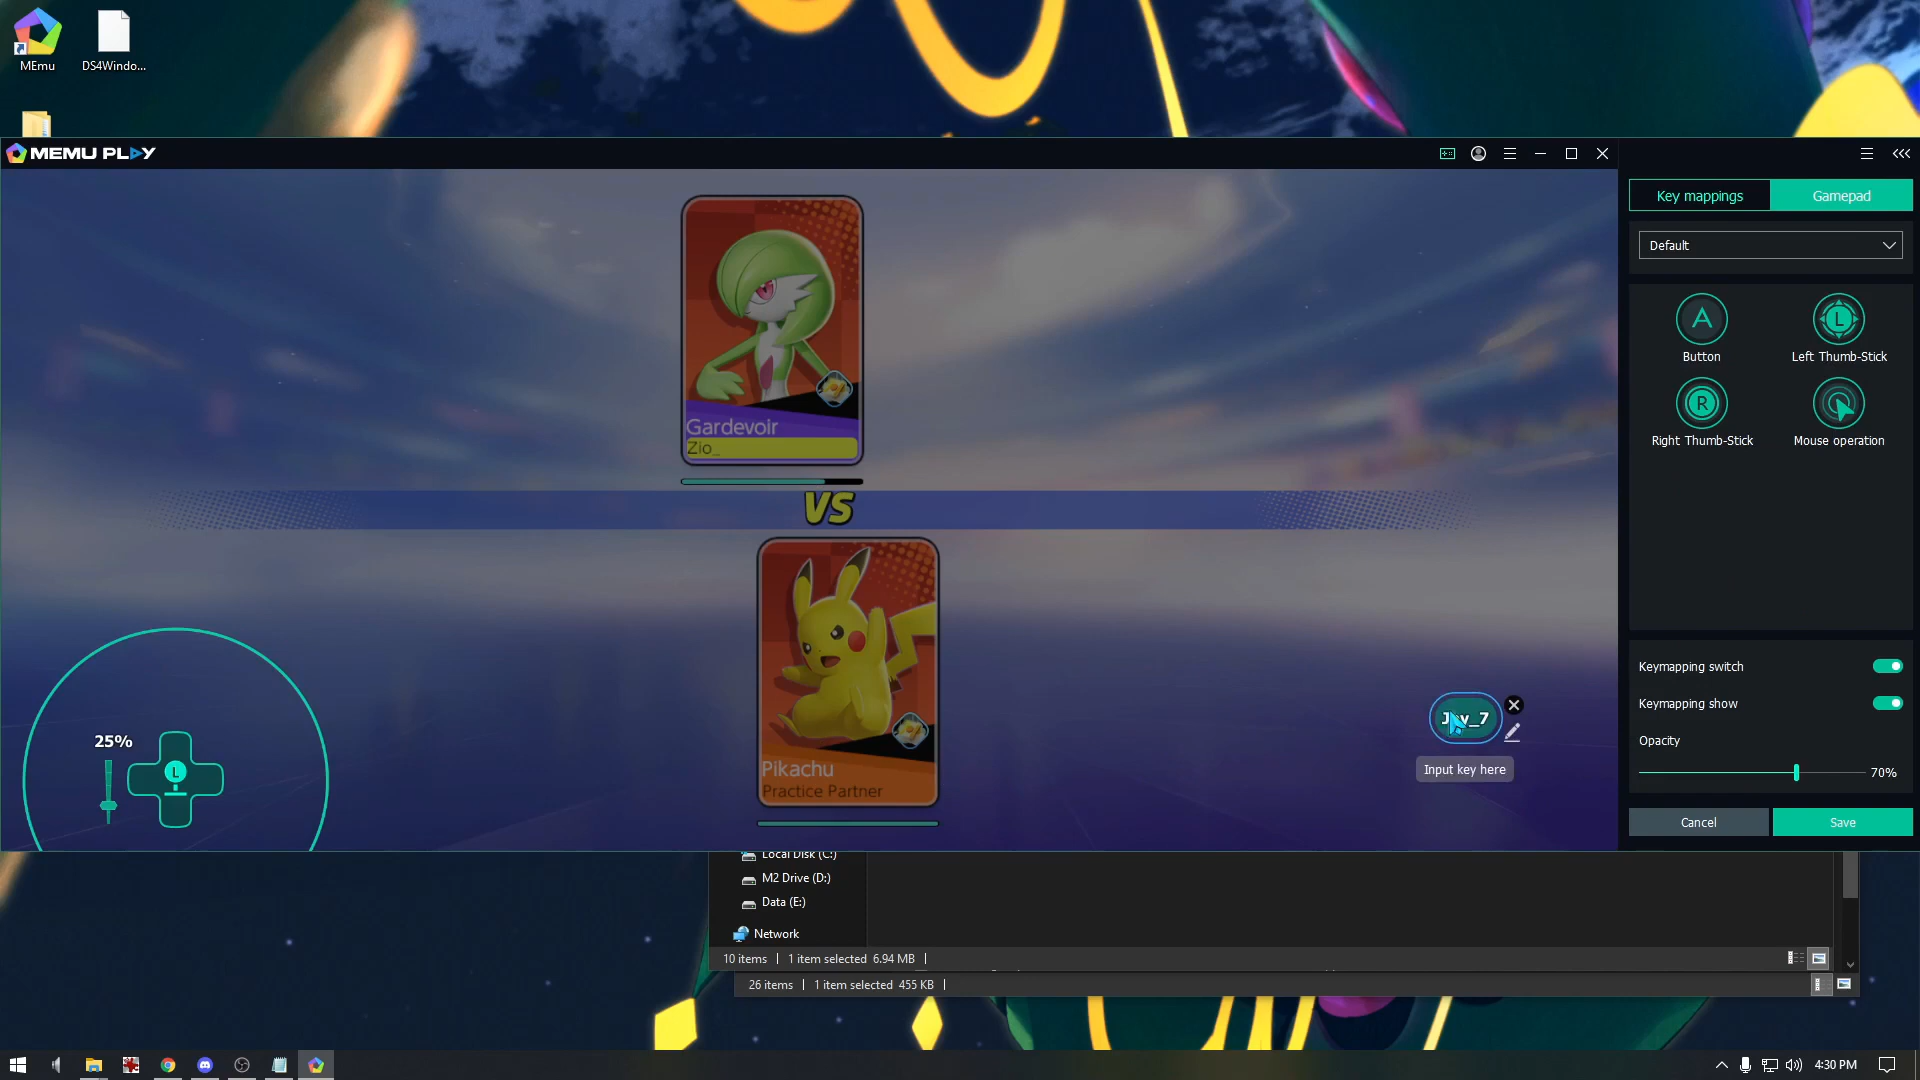 MEmu
DS4Windo...
MEMU PLAY
Key mappings
Gamepad
Default
A
Button
L
Left Thumb-Stick
R
Right Thumb-Stick
Mouse operation
Gardevoir
Zio_
VS
Pikachu
Practice Partner
25%
L
Joy_7
Input key here
Keymapping switch
Keymapping show
Opacity
70%
Cancel
Save
Local Disk (C:)
M2 Drive (D:)
Data (E:)
Network
10 items
1 item selected 6.94 MB
26 items
1 item selected 455 KB
4:30 PM